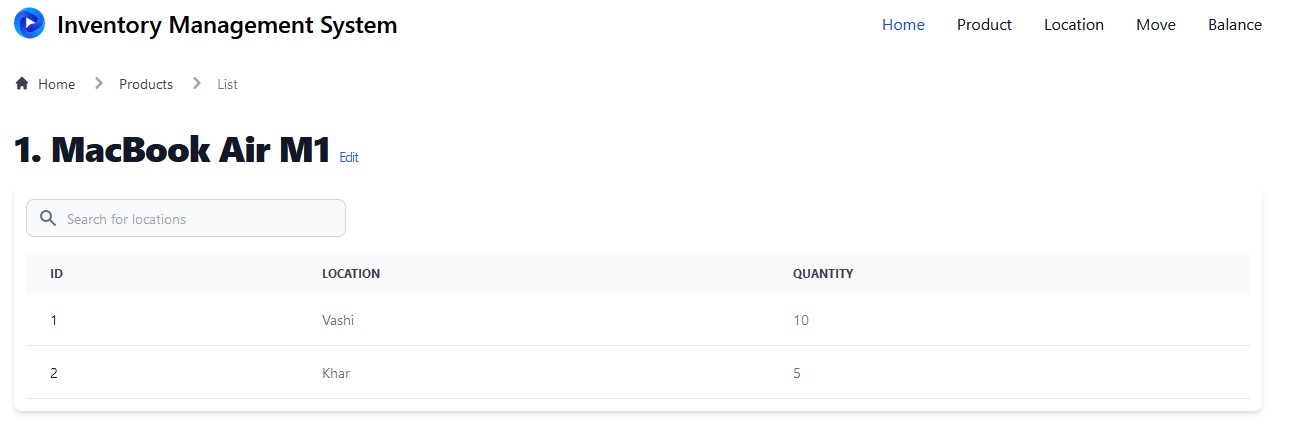 Inventory Management System Home Product Location Move Balance
Home Products List
1. MacBook Air M1 Edit
Search for locations
ID LOCATION QUANTITY
1 Vashi 10
2 Khar 5